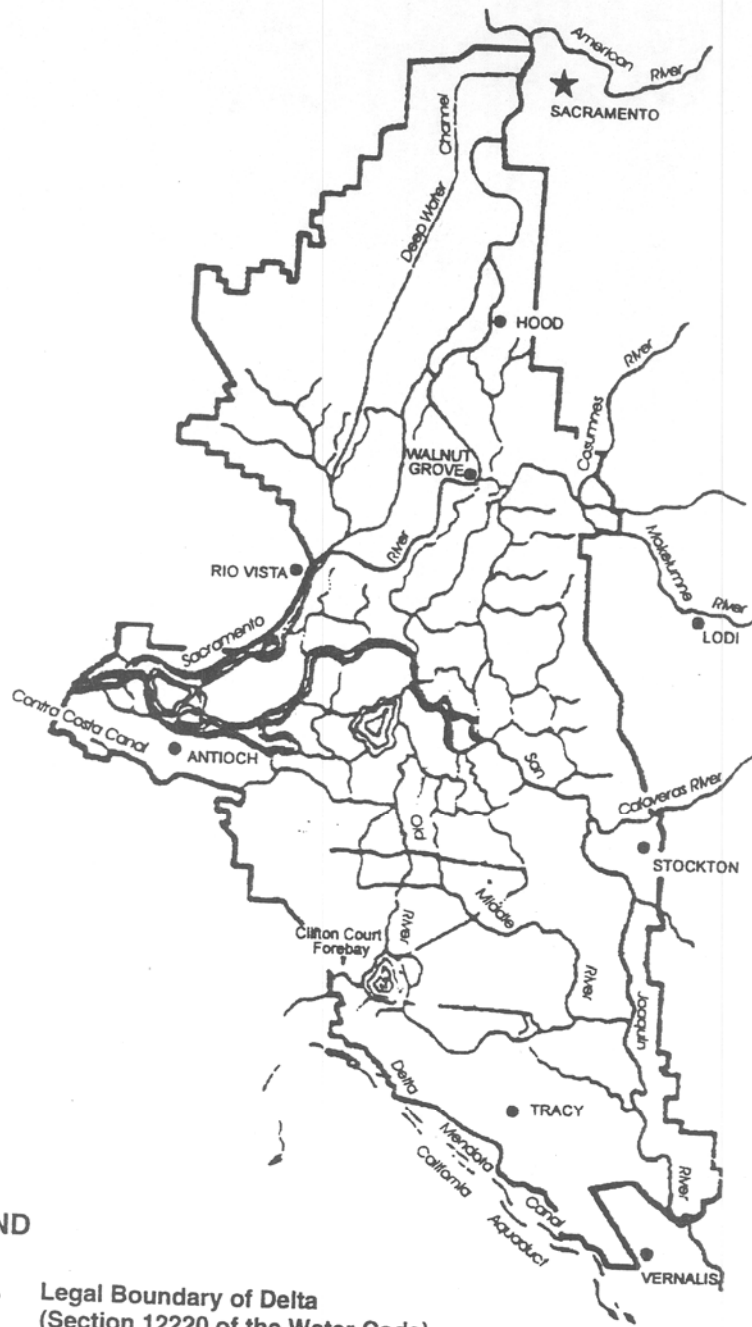 American
River
SACRAMENTO
Channel
Deep Water
HOOD
River
Cosumnes
WALNUT
GROVE
River
RIO VISTA
Mokelumne
River
LODI
Sacramento
Contra Costa Canal
ANTIOCH
San
Calaveras River
Old
STOCKTON
Middle
River
Clifton Court
Forebay
River
Joaquin
Delta
TRACY
Mendota
California
Canal
River
Aquaduct
VERNALIS
ND
Legal Boundary of Delta
(Section 12220 of the Water Code)